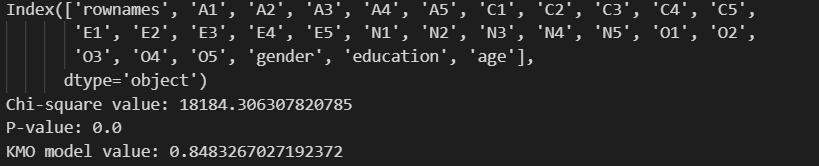 Index(['rownames', 'A1', 'A2', 'A3', 'A4', 'A5', 'C1', 'C2', 'C3', 'C4', 'C5',
'E1', 'E2', 'E3', 'E4', 'E5', 'N1', 'N2', 'N3', 'N4', 'N5', 'O1', 'O2',
'O3', 'O4', 'O5', 'gender', 'education', 'age'],
dtype='object')
Chi-square value: 18184.306307820785
P-value: 0.0
KMO model value: 0.8483267027192372